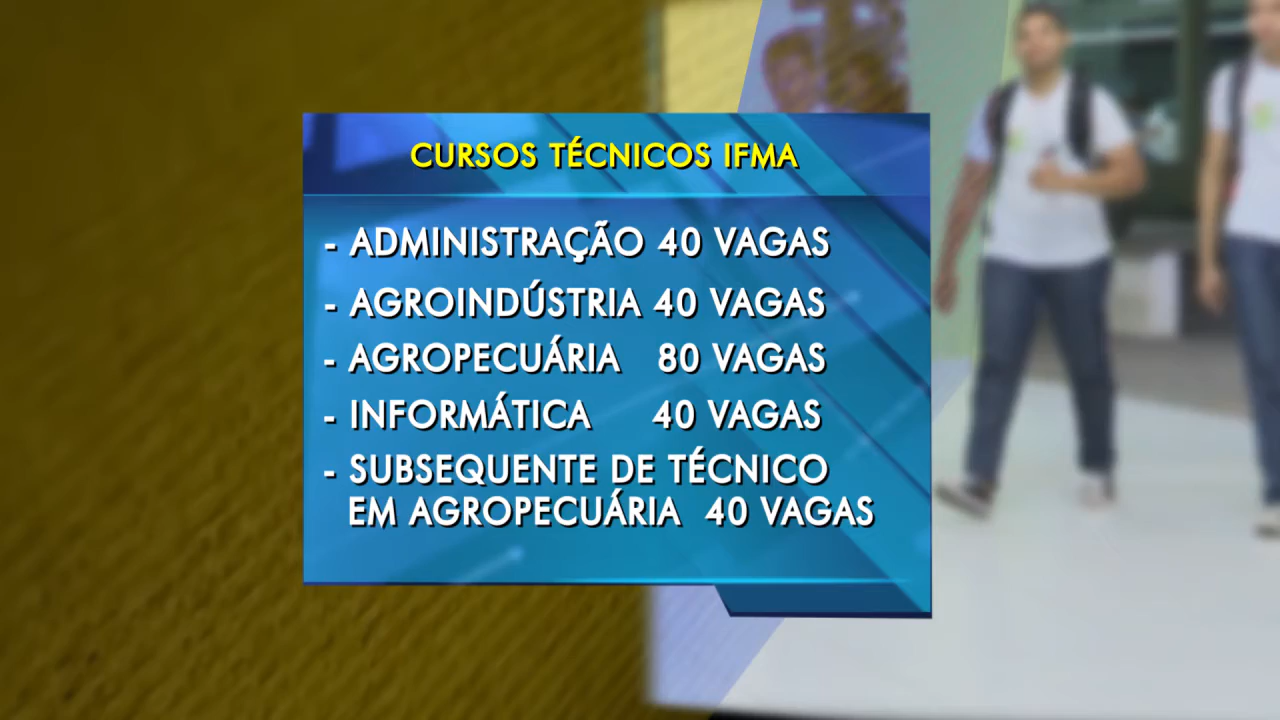 CURSOS TÉCNICOS IFMA
- ADMINISTRAÇÃO 40 VAGAS
- AGROINDÚSTRIA 40 VAGAS
- AGROPECUÁRIA 80 VAGAS
- INFORMÁTICA 40 VAGAS
- SUBSEQUENTE DE TÉCNICO
EM AGROPECUÁRIA 40 VAGAS